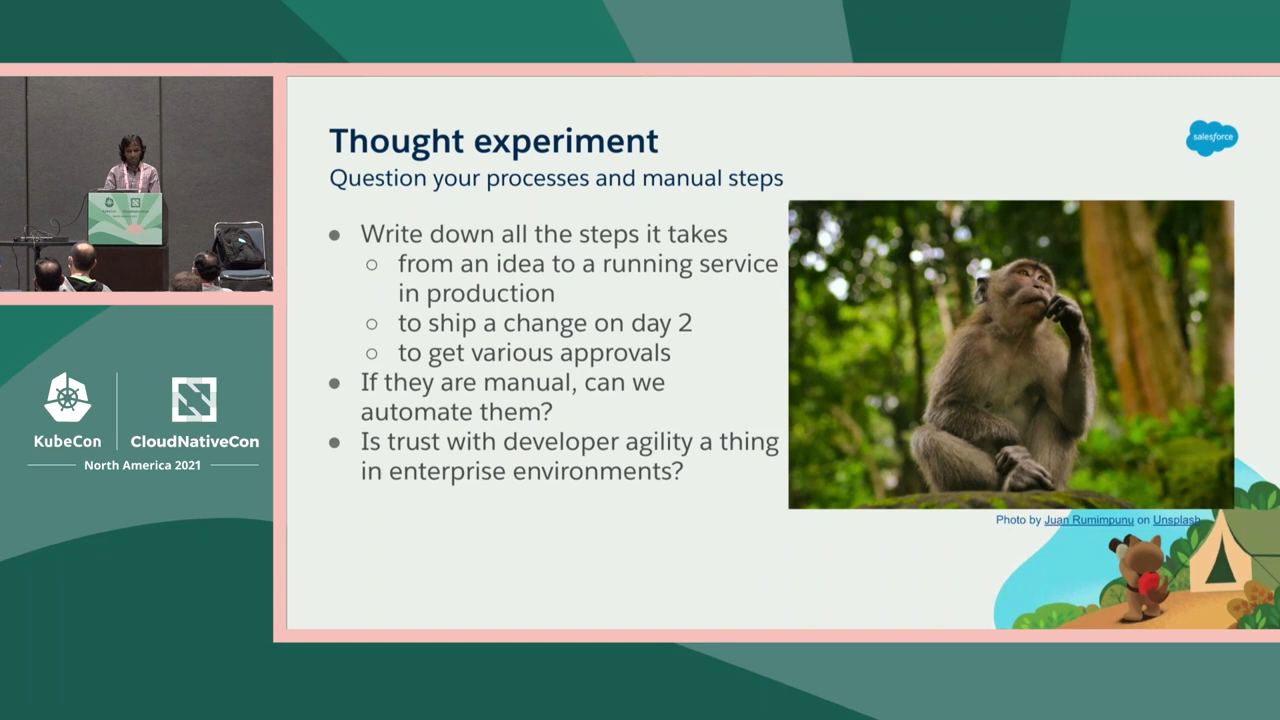 Thought experiment
salesforce
Question your processes and manual steps
● Write down all the steps it takes
○ from an idea to a running service
in production
○ to ship a change on day 2
○ to get various approvals
● If they are manual, can we
automate them?
● Is trust with developer agility a thing
in enterprise environments?
Photo by Juan Rumimpunu on Unsplash
KubeCon
CloudNativeCon
North America 2021